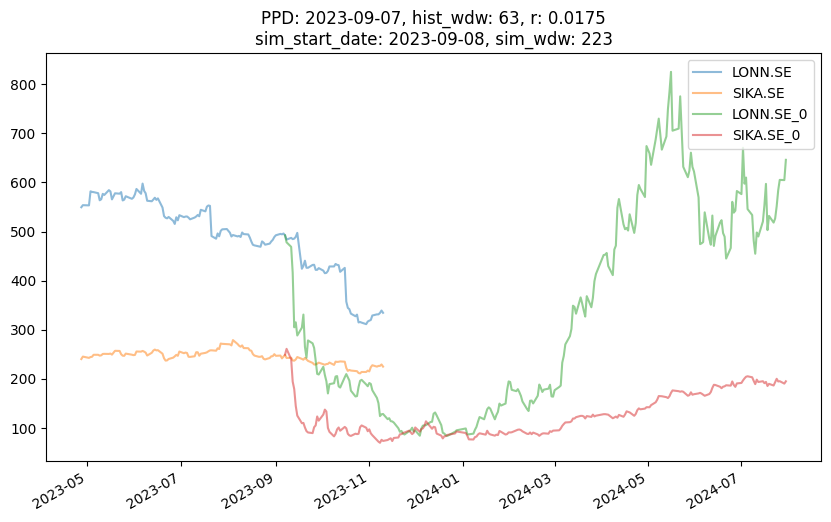 PPD: 2023-09-07, hist_wdw: 63, r: 0.0175
sim_start_date: 2023-09-08, sim_wdw: 223
LONN.SE
SIKA.SE
LONN.SE_0
SIKA.SE_0
800
700
600
500
400
300
200
100
2023-05
2023-07
2023-09
2023-11
2024-01
2024-03
2024-05
2024-07